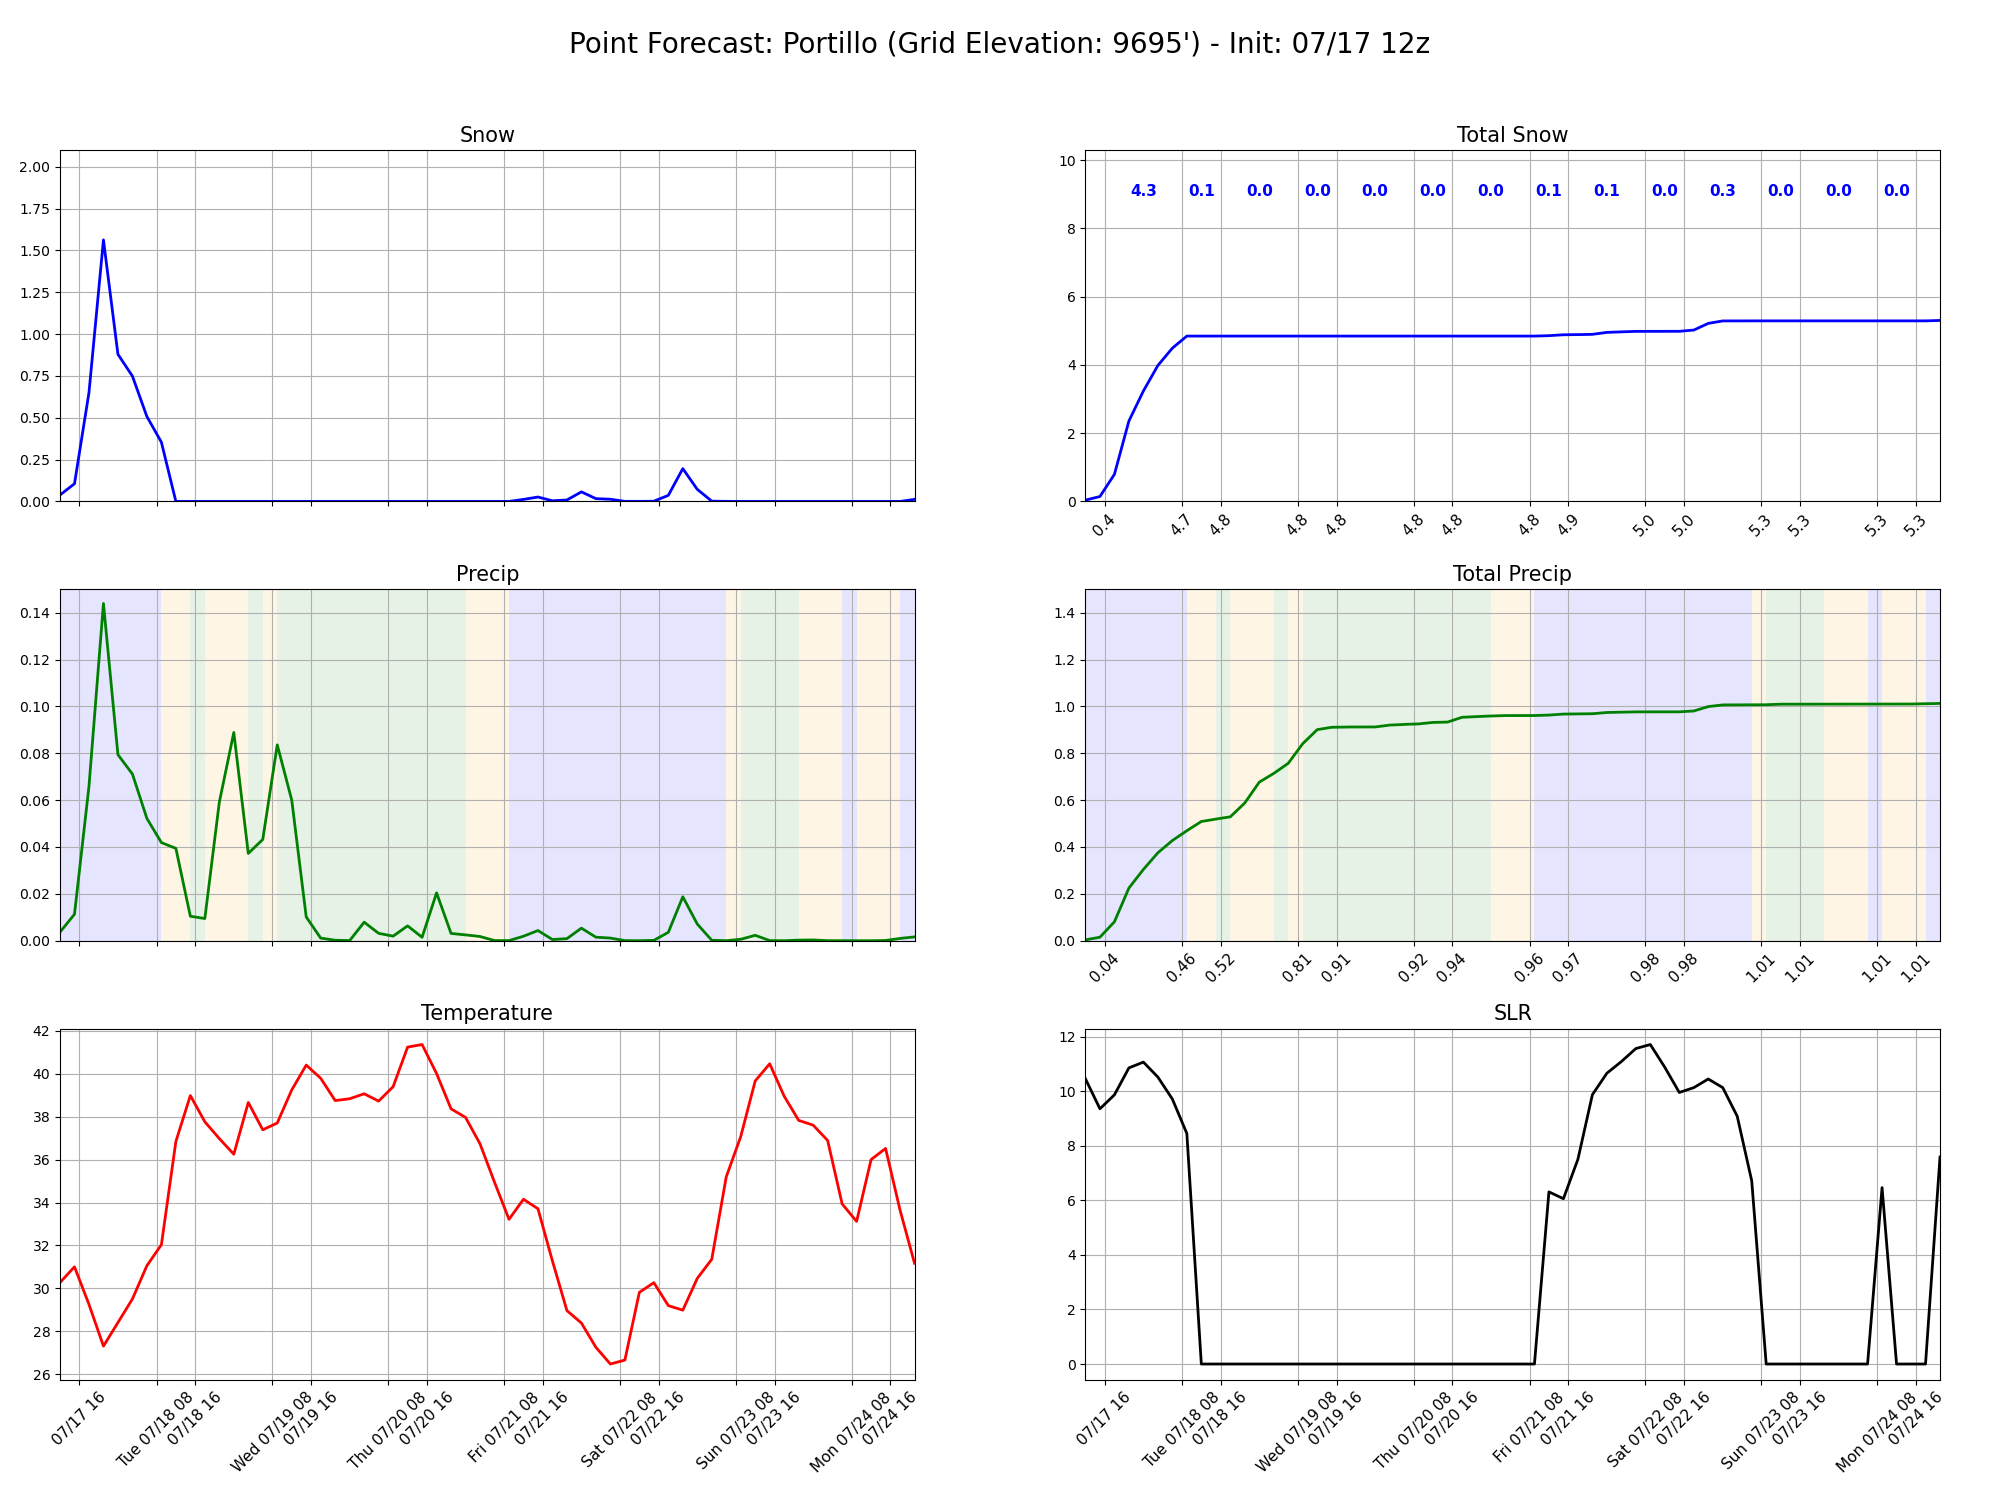 Point Forecast: Portillo (Grid Elevation: 9695') - Init: 07/17 12z
Snow
2.00
1.75
1.50
1.25
1.00
0.75
0.50
0.25
0.00
Total Snow
10
8
6
4
2
0
4.3 0.1 0.0 0.0 0.0 0.0 0.0 0.1 0.1 0.0 0.3 0.0 0.0 0.0
0.4 4.7 4.8 4.8 4.8 4.8 4.8 4.8 4.9 5.0 5.0 5.3 5.3 5.3 5.3
Precip
0.14
0.12
0.10
0.08
0.06
0.04
0.02
0.00
Total Precip
1.4
1.2
1.0
0.8
0.6
0.4
0.2
0.0
0.04 0.46 0.52 0.81 0.91 0.92 0.94 0.96 0.97 0.98 0.98 1.01 1.01 1.01 1.01
Temperature
42
40
38
36
34
32
30
28
26
07/17 16
Tue 07/18 08
07/18 16
Wed 07/19 08
07/19 16
Thu 07/20 08
07/20 16
Fri 07/21 08
07/21 16
Sat 07/22 08
07/22 16
Sun 07/23 08
07/23 16
Mon 07/24 08
07/24 16
SLR
12
10
8
6
4
2
0
07/17 16
Tue 07/18 08
07/18 16
Wed 07/19 08
07/19 16
Thu 07/20 08
07/20 16
Fri 07/21 08
07/21 16
Sat 07/22 08
07/22 16
Sun 07/23 08
07/23 16
Mon 07/24 08
07/24 16